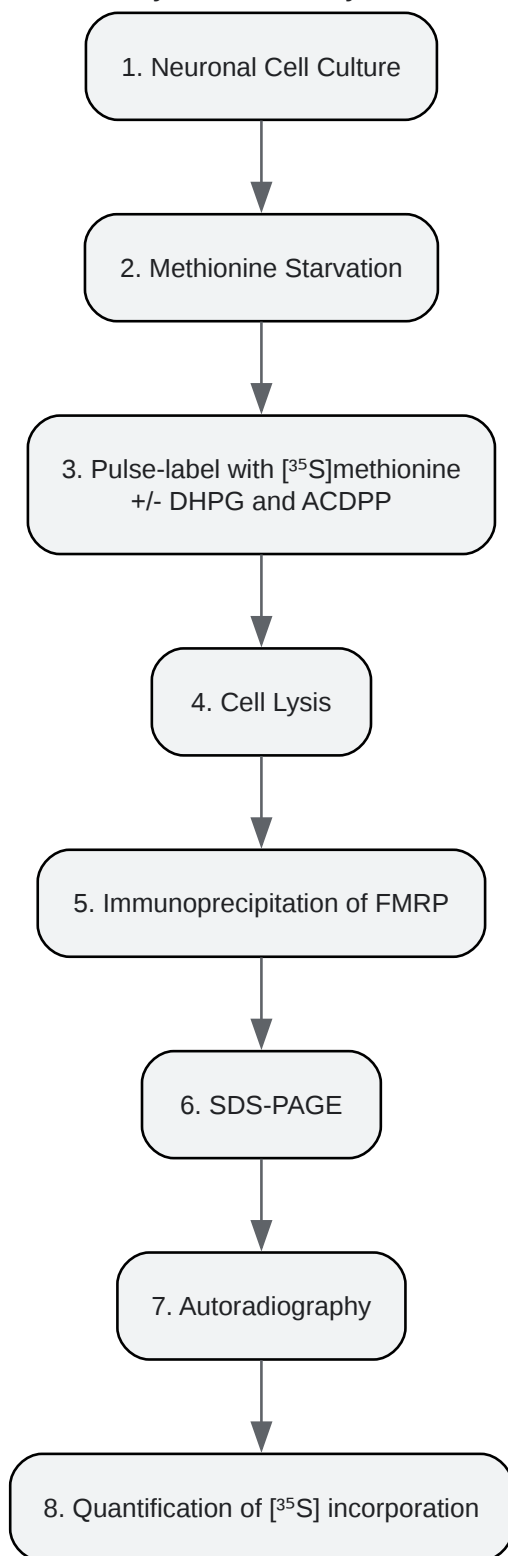 1. Neuronal Cell Culture
2. Methionine Starvation
3. Pulse-label with [³⁵S]methionine
+/- DHPG and ACDPP
4. Cell Lysis
5. Immunoprecipitation of FMRP
6. SDS-PAGE
7. Autoradiography
8. Quantification of [³⁵S] incorporation